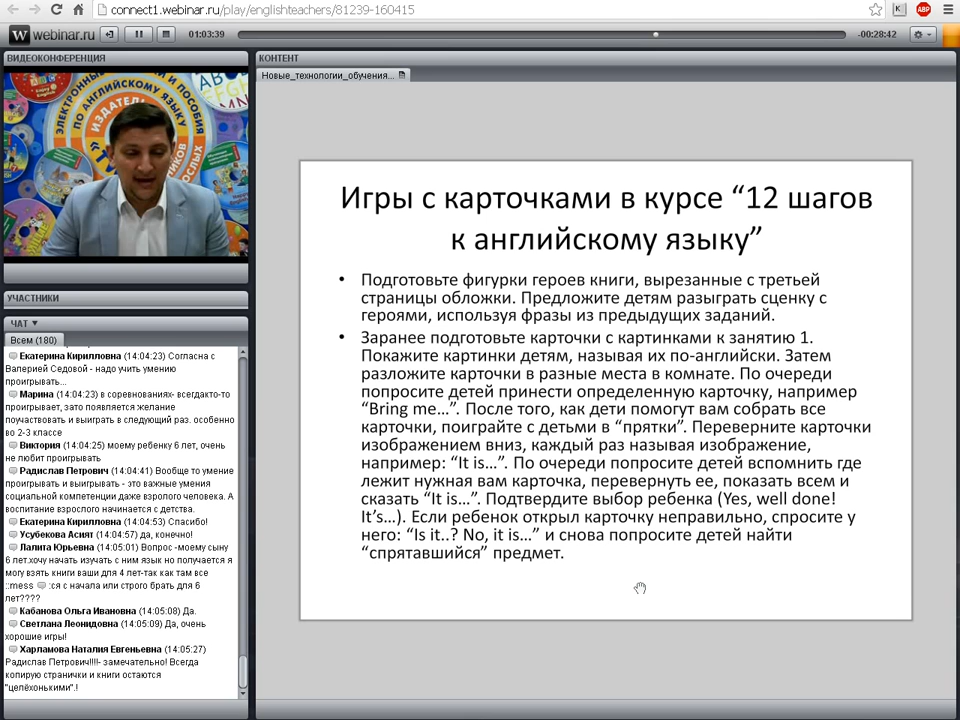 connect1.webinar.ru/play/englishteachers/81239-160415
webinar.ru
01:03:39
-00:28:42
ВИДЕОКОНФЕРЕНЦИЯ
ЭЛЕКТРОННЫЕ
И ПОСОБИЯ
ПО АНГЛИЙСКОМУ ЯЗЫКУ
УЧАСТНИКИ
ЧАТ
Всем (180)
Екатерина Кирилловна (14:04:23) Согласна с
Валерией Седовой - надо учить умению
проигрывать...
Марина (14:04:23) в соревнованиях- всегдакто-то
проигрывает, зато появляется желание
поучаствовать и выиграть в следующий раз. особенно
во 2-3 классе
Виктория (14:04:25) моему ребенку 6 лет, очень
не любит проигрывать
Радислав Петрович (14:04:41) Вообще то умение
проигрывать и выигрывать - это важные умения
социальной компетенции даже взролого человека. А
воспитание взрослого начинается с детства.
Екатерина Кирилловна (14:04:53) Спасибо!
Усубекова Асият (14:04:57) да, конечно!
Лалита Юрьевна (14:05:01) Вопрос -моему сыну
6 лет.хочу начать изучать с ним язык но получается я
могу взять книги ваши для 4 лет-так как там все
::mess :ся с начала или строго брать для 6
лет????
Кабанова Ольга Ивановна (14:05:08) Да.
Светлана Леонидовна (14:05:09) Да, очень
хорошие игры!
Харламова Наталия Евгеньевна (14:05:27)
Радислав Петрович!!!!- замечательно! Всегда
копирую странички и книги остаются
"целёхонькими".!
КОНТЕНТ
Новые_технологии_обучения...
Игры с карточками в курсе “12 шагов
к английскому языку”
• Подготовьте фигурки героев книги, вырезанные с третьей
страницы обложки. Предложите детям разыграть сценку с
героями, используя фразы из предыдущих заданий.
• Заранее подготовьте карточки с картинками к занятию 1.
Покажите картинки детям, называя их по-английски. Затем
разложите карточки в разные места в комнате. По очереди
попросите детей принести определенную карточку, например
“Bring me…”. После того, как дети помогут вам собрать все
карточки, поиграйте с детьми в “прятки”. Переверните карточки
изображением вниз, каждый раз называя изображение,
например: “It is…”. По очереди попросите детей вспомнить где
лежит нужная вам карточка, перевернуть ее, показать всем и
сказать “It is…”. Подтвердите выбор ребенка (Yes, well done!
It’s…). Если ребенок открыл карточку неправильно, спросите у
него: “Is it..? No, it is…” и снова попросите детей найти
“спрятавшийся” предмет.